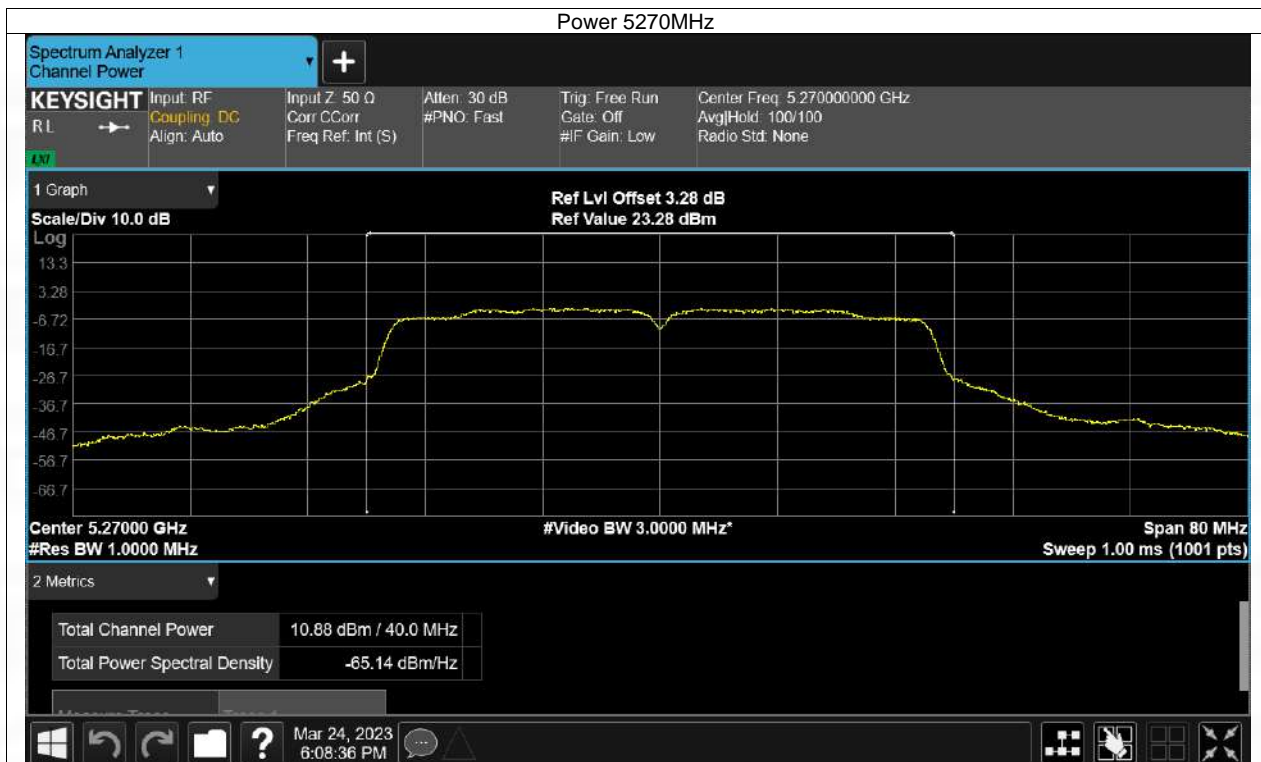 Power 5270MHz
Spectrum Analyzer 1
Channel Power
KEYSIGHT
RL
LXI
Input: RF
Coupling: DC
Align: Auto
Input Z: 50 Ω
Corr CCorr
Freq Ref: Int (S)
Atten: 30 dB
#PNO: Fast
Trig: Free Run
Gate: Off
#IF Gain: Low
Center Freq: 5.270000000 GHz
Avg|Hold: 100/100
Radio Std: None
1 Graph
Scale/Div 10.0 dB
Ref Lvl Offset 3.28 dB
Ref Value 23.28 dBm
Log
13.3
3.28
-6.72
-16.7
-26.7
-36.7
-46.7
-56.7
-66.7
Center 5.27000 GHz
#Video BW 3.0000 MHz*
Span 80 MHz
#Res BW 1.0000 MHz
Sweep 1.00 ms (1001 pts)
2 Metrics
Total Channel Power 10.88 dBm / 40.0 MHz
Total Power Spectral Density -65.14 dBm/Hz
Mar 24, 2023
6:08:36 PM